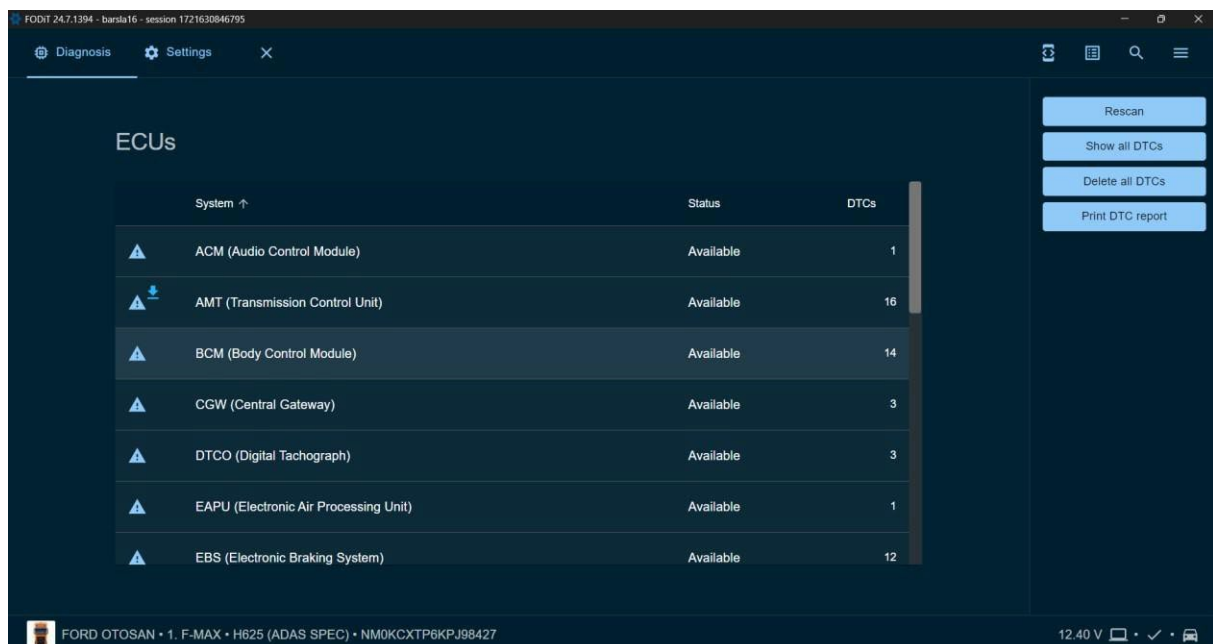 FODiT 24.7.1394 - barsla16 - session 1721630846795
Diagnosis Settings
Rescan
Show all DTCs
Delete all DTCs
Print DTC report
ECUs
System Status DTCs
ACM (Audio Control Module) Available 1
AMT (Transmission Control Unit) Available 16
BCM (Body Control Module) Available 14
CGW (Central Gateway) Available 3
DTCO (Digital Tachograph) Available 3
EAPU (Electronic Air Processing Unit) Available 1
EBS (Electronic Braking System) Available 12
FORD OTOSAN • 1. F-MAX • H625 (ADAS SPEC) • NM0KCXTP6KPJ98427 12.40 V